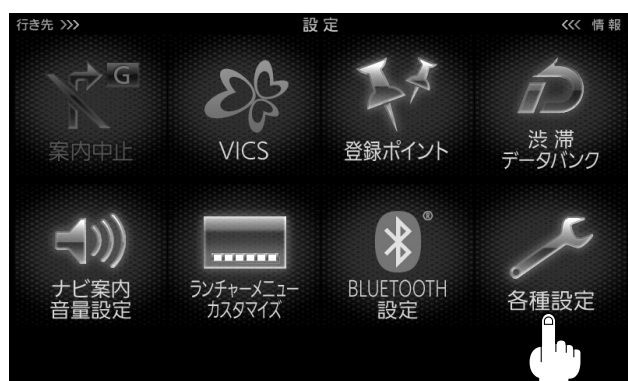 行き先 >>>
設定
<<< 情報
G
案内中止
VICS
登録ポイント
渋滞
データバンク
ナビ案内
音量設定
ランチャーメニュー
カスタマイズ
®
BLUETOOTH
設定
各種設定